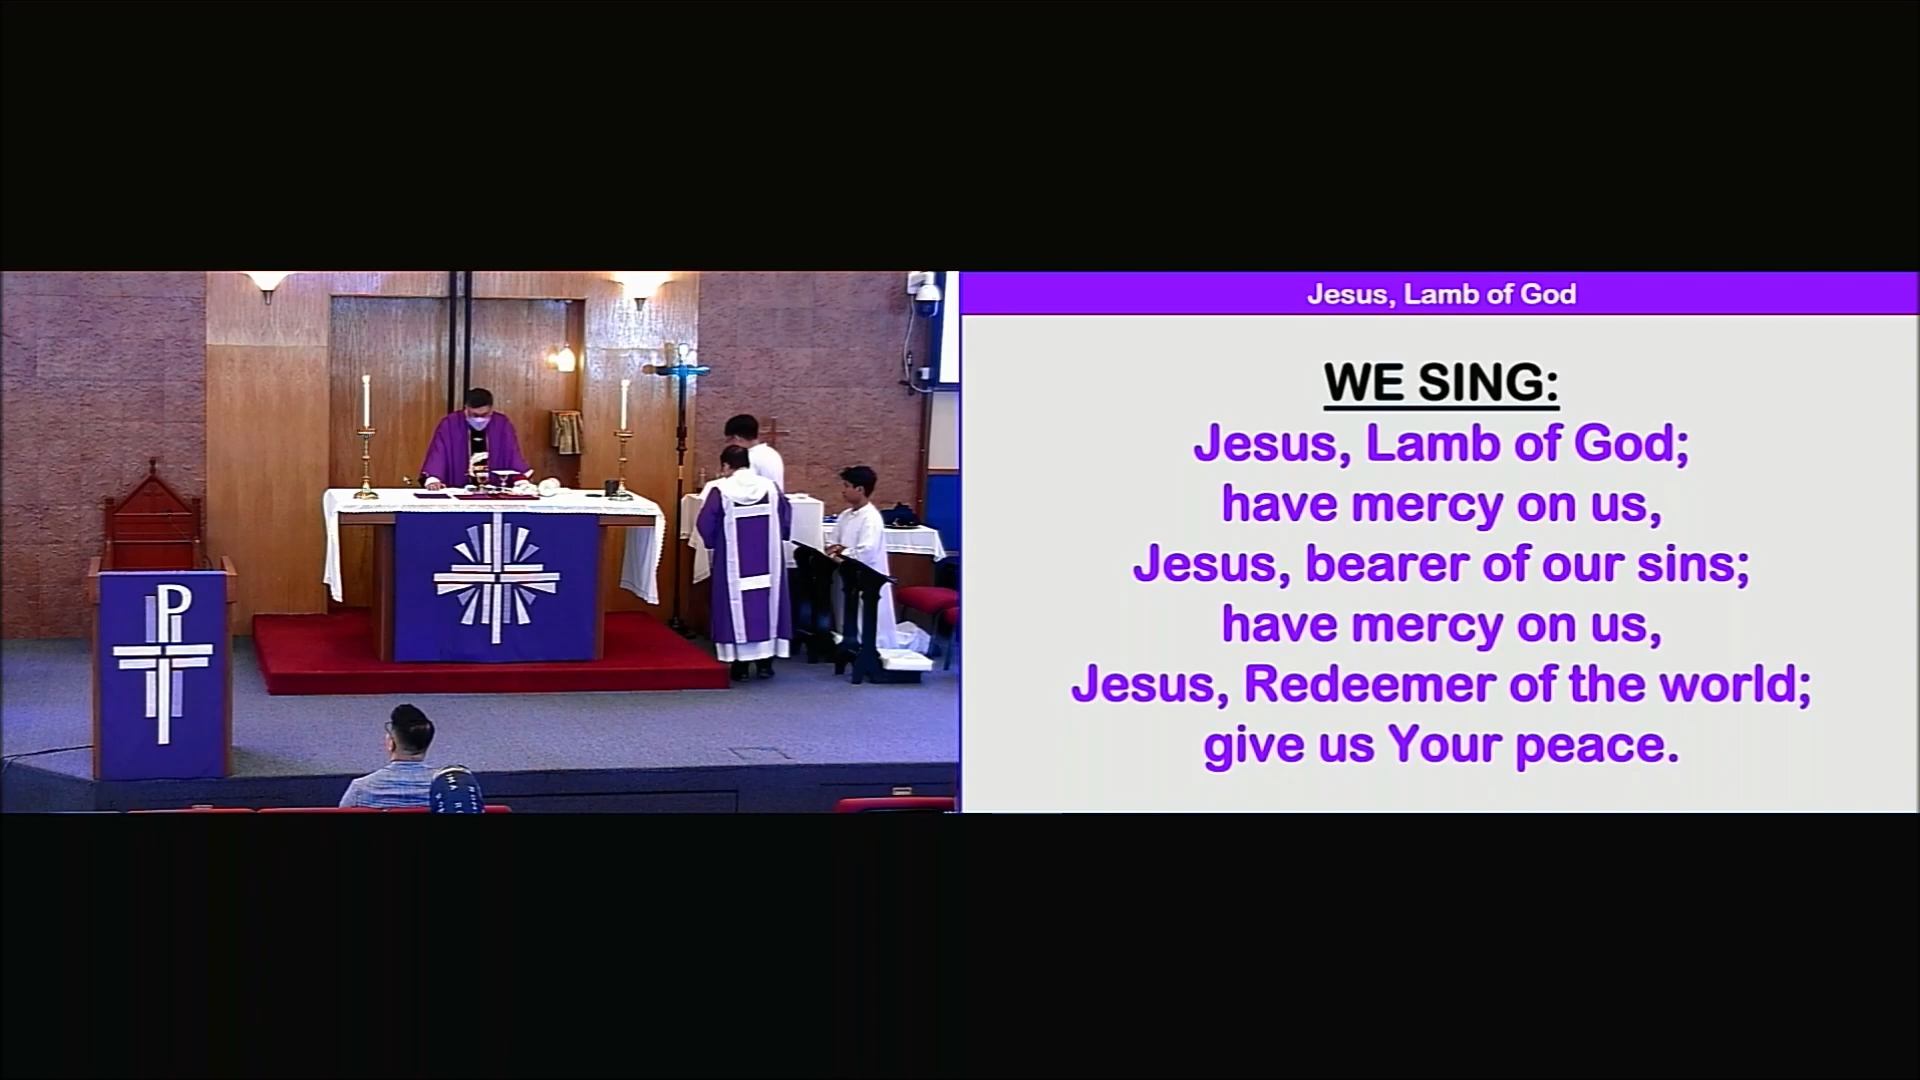 Jesus, Lamb of God
WE SING:
Jesus, Lamb of God;
have mercy on us,
Jesus, bearer of our sins;
have mercy on us,
Jesus, Redeemer of the world;
give us Your peace.